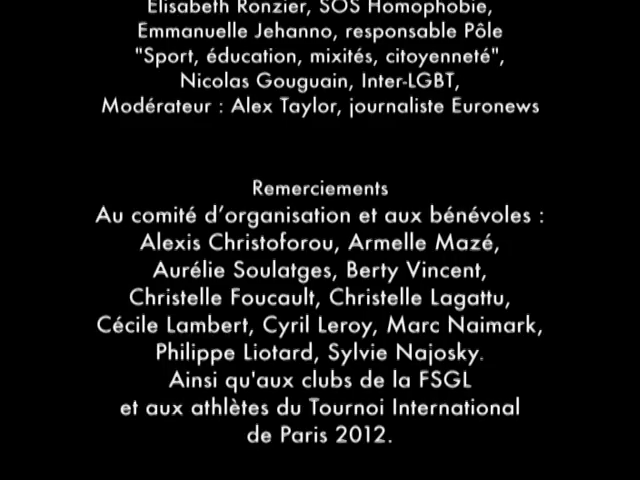 Elisabeth Ronzier, SOS Homophobie,
Emmanuelle Jehanno, responsable Pôle
"Sport, éducation, mixités, citoyenneté",
Nicolas Gouguain, Inter-LGBT,
Modérateur : Alex Taylor, journaliste Euronews
Remerciements
Au comité d’organisation et aux bénévoles :
Alexis Christoforou, Armelle Mazé,
Aurélie Soulatges, Berty Vincent,
Christelle Foucault, Christelle Lagattu,
Cécile Lambert, Cyril Leroy, Marc Naimark,
Philippe Liotard, Sylvie Najosky.
Ainsi qu'aux clubs de la FSGL
et aux athlètes du Tournoi International
de Paris 2012.